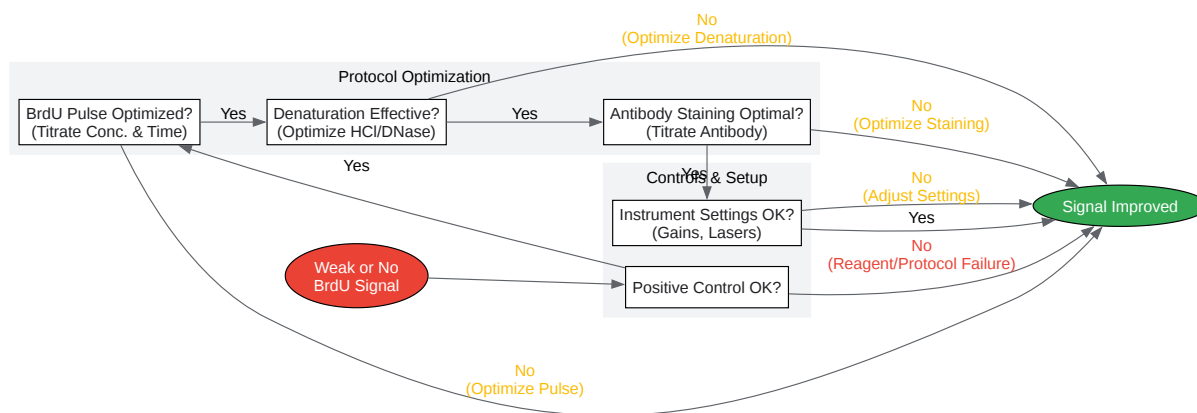 No
(Optimize Denaturation)
Protocol Optimization
BrdU Pulse Optimized?
(Titrate Conc. & Time)
Yes
Denaturation Effective?
(Optimize HCl/DNase)
Yes
Antibody Staining Optimal?
(Titrate Antibody)
No
(Optimize Staining)
Yes
Yes
Controls & Setup
Instrument Settings OK?
(Gains, Lasers)
No
(Adjust Settings)
Yes
Signal Improved
Weak or No
BrdU Signal
Positive Control OK?
No
(Reagent/Protocol Failure)
No
(Optimize Pulse)